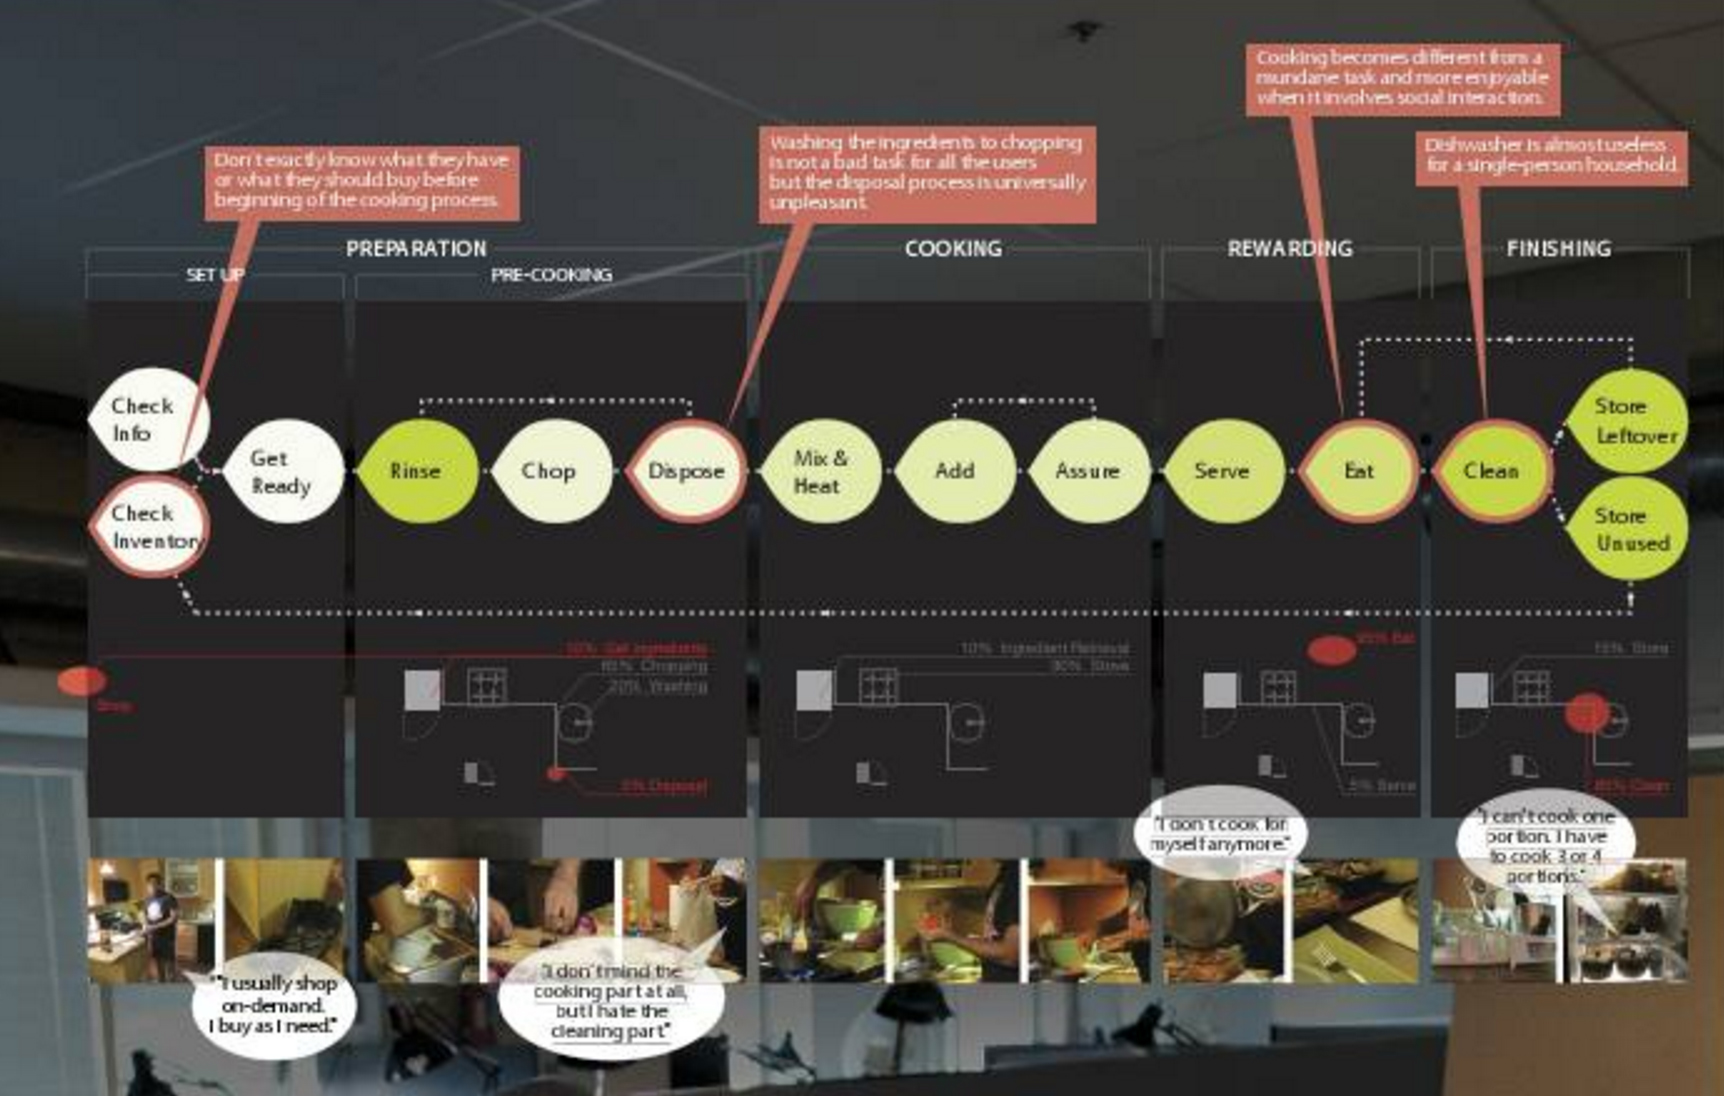 Cooking becomes different from a
mundane task and more enjoyable
when it involves social interaction.
Dishwasher is almost useless
for a single-person household.
Washing the ingredients to chopping
is not a bad task for all the users
but the disposal process is universally
unpleasant.
Don't exactly know what they have
or what they should buy before
beginning of the cooking process.
PREPARATION
COOKING
REWARDING
FINISHING
SET UP
PRE-COOKING
Check
Info
Check
Inventory
Get
Ready
Rinse
Chop
Dispose
Mix &
Heat
Add
Assure
Serve
Eat
Clean
Store
Leftover
Store
Unused
10% Get Ingredients
Chopping
20% Washing
5% Disposal
10% Ingredient Retrieval
90% Stove
95% Eat
5% Serve
15% Store
Clean
"I don't cook for
myself anymore."
"I can't cook one
portion. I have
to cook 3 or 4
portions."
"I usually shop
on-demand.
I buy as I need."
"I don't mind the
cooking part at all,
but I hate the
cleaning part"